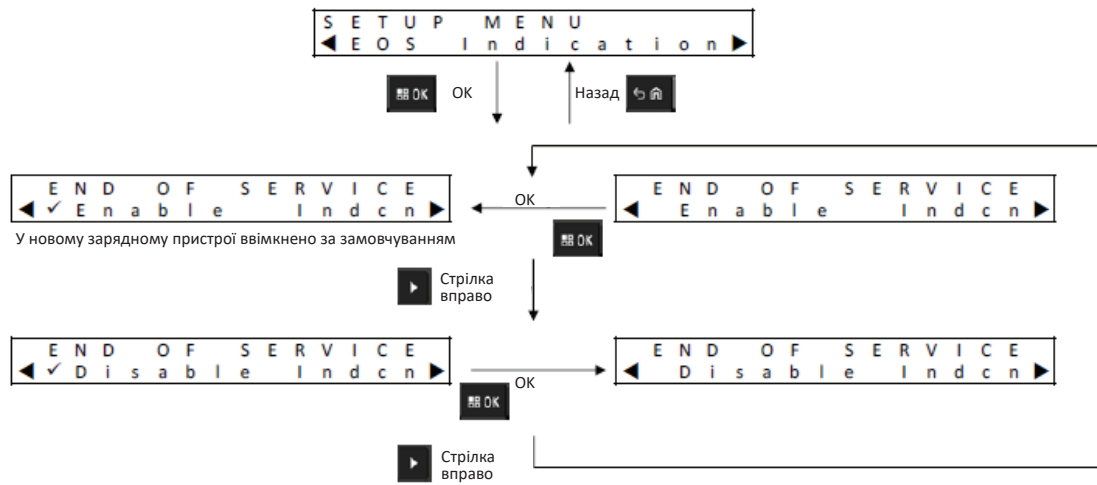 SETUP MENU
◀EOS Indication▶
OK OK Назад
END OF SERVICE END OF SERVICE
◀✓Enable Indcn▶ OK ◀ Enable Indcn▶
У новому зарядному пристрої ввімкнено за замовчуванням
OK
Стрілка
вправо
END OF SERVICE END OF SERVICE
◀✓Disable Indcn▶ ◀ Disable Indcn▶
OK
OK
Стрілка
вправо